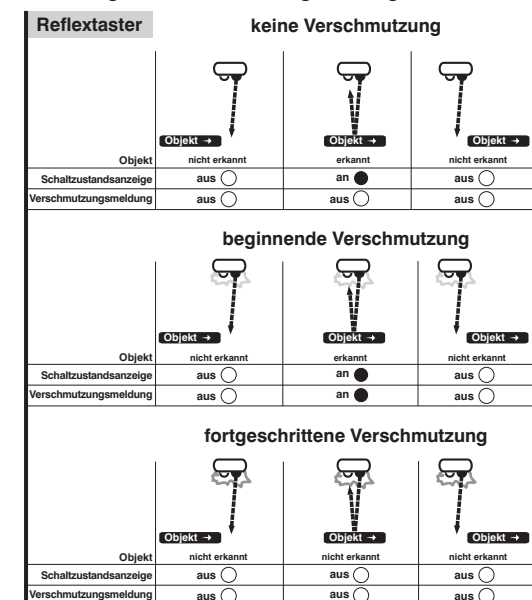 Reflextaster
keine Verschmutzung
Objekt → Objekt → Objekt →
Objekt nicht erkannt erkannt nicht erkannt
Schaltzustandsanzeige aus an aus
Verschmutzungsmeldung aus aus aus
beginnende Verschmutzung
Objekt → Objekt → Objekt →
Objekt nicht erkannt erkannt nicht erkannt
Schaltzustandsanzeige aus an aus
Verschmutzungsmeldung aus an aus
fortgeschrittene Verschmutzung
Objekt → Objekt → Objekt →
Objekt nicht erkannt nicht erkannt nicht erkannt
Schaltzustandsanzeige aus aus aus
Verschmutzungsmeldung aus aus aus